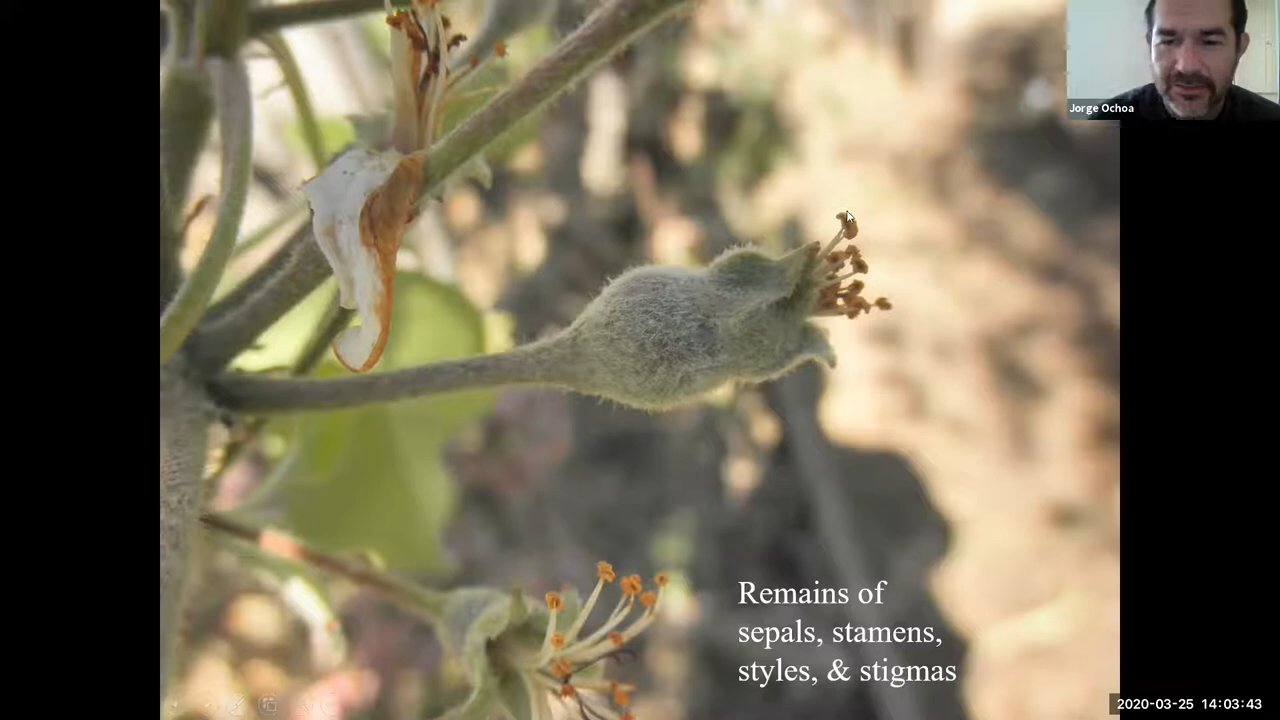 Jorge Ochoa
Remains of
sepals, stamens,
styles, & stigmas
2020-03-25 14:03:43